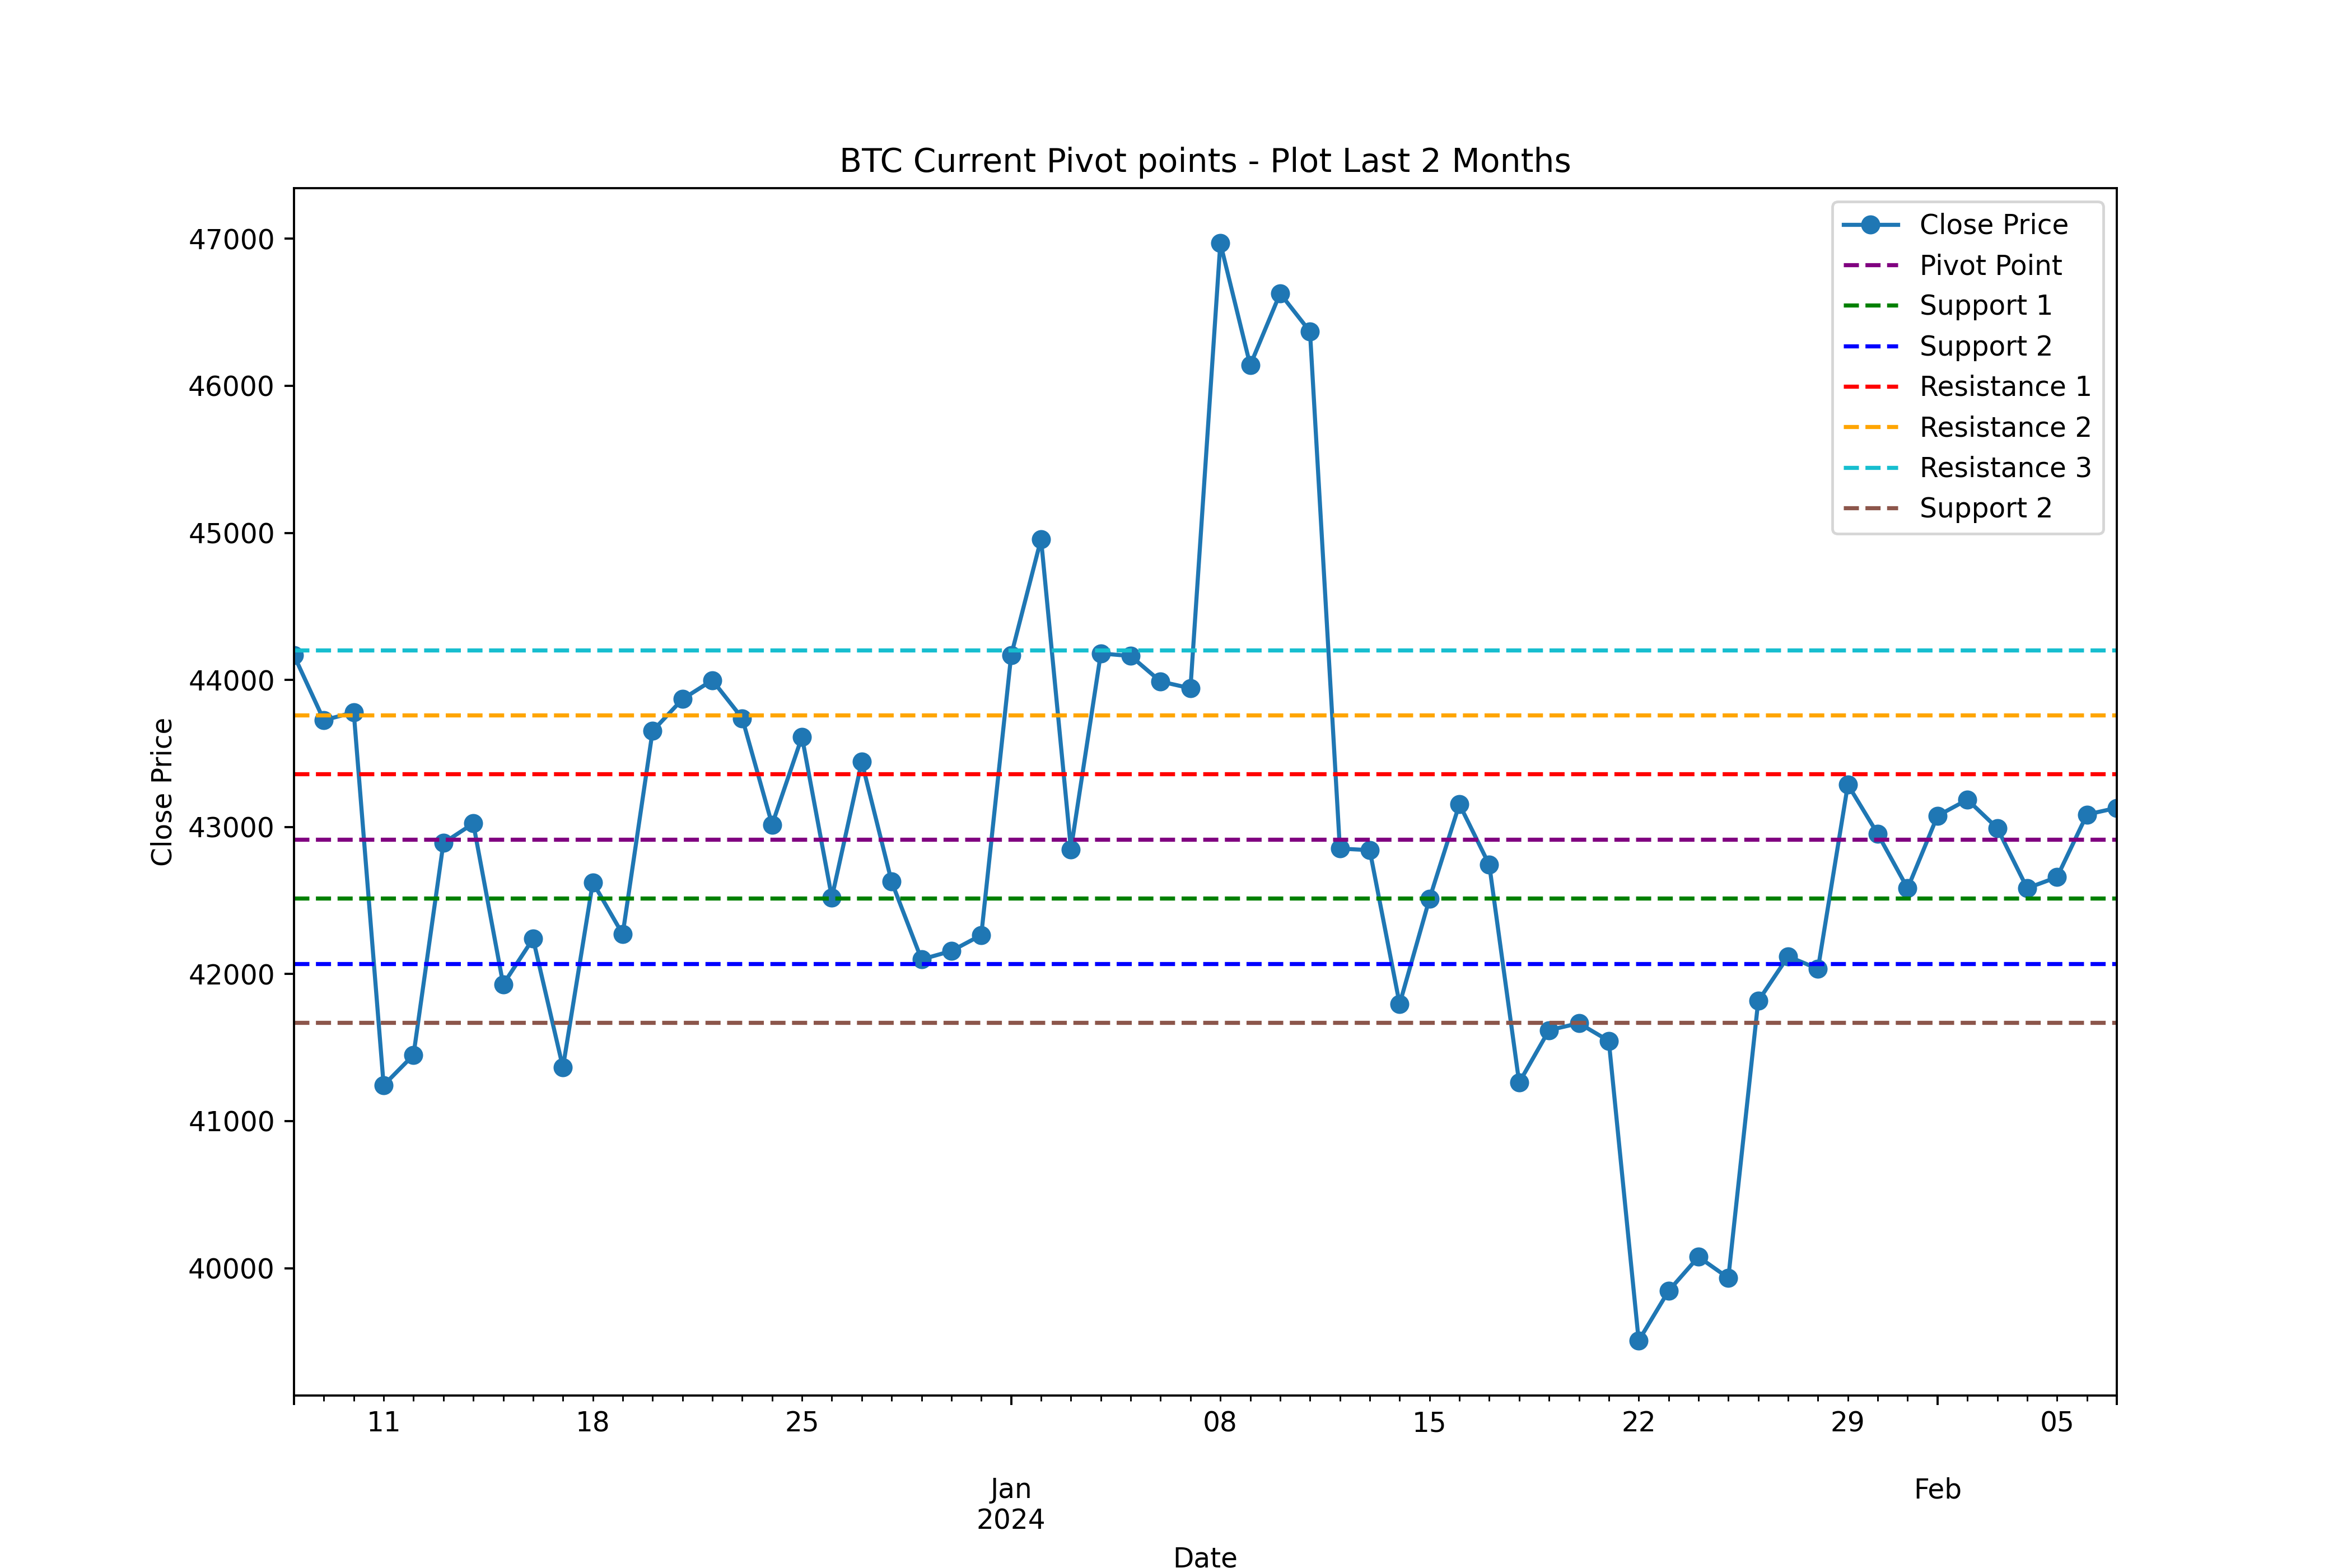 BTC Current Pivot points - Plot Last 2 Months
Close Price
47000
46000
45000
44000
43000
42000
41000
40000
Close Price
Pivot Point
Support 1
Support 2
Resistance 1
Resistance 2
Resistance 3
Support 2
11 18 25 08 15 22 29 05
Jan Feb
2024
Date